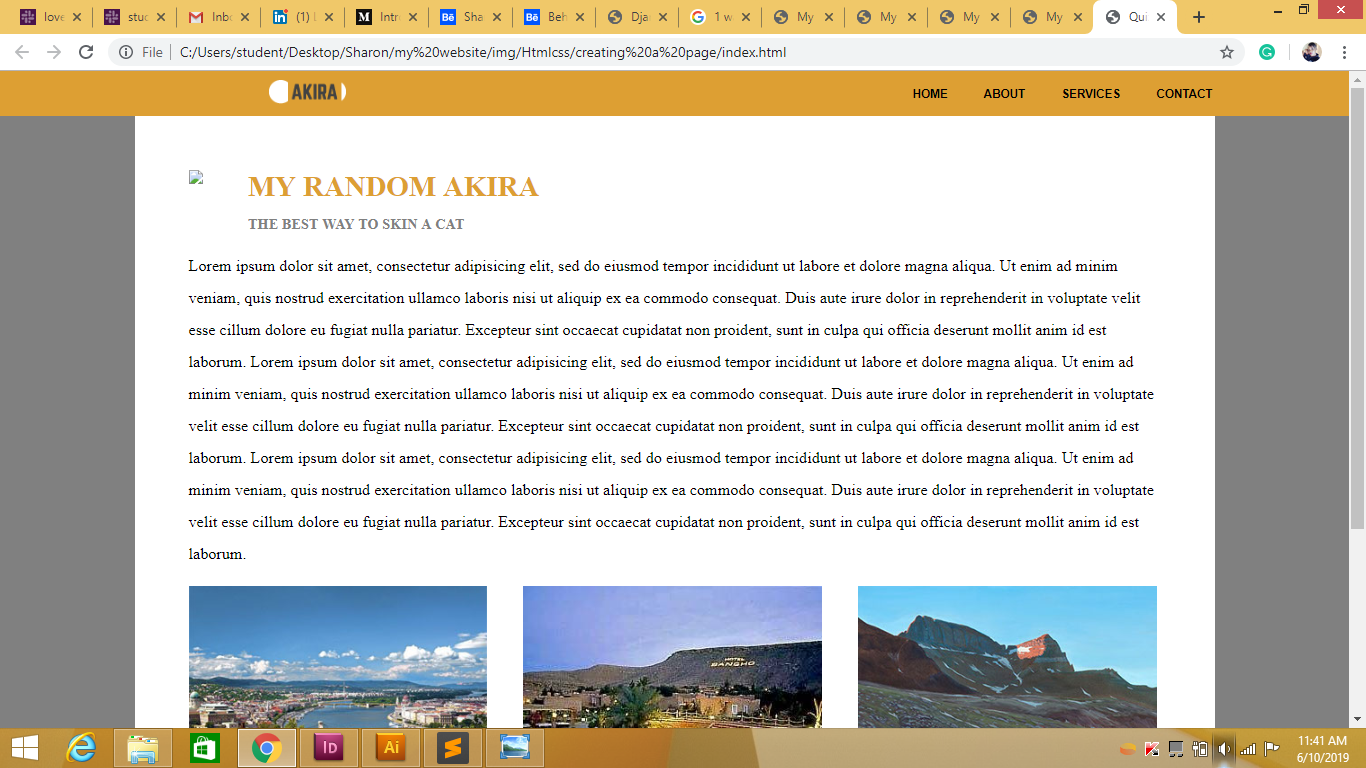 love
stud
Inbo
(1) L
Intro
Sha
Beh
Djar
1 w
My
My
My
My
Qui
File
C:/Users/student/Desktop/Sharon/my%20website/img/Htmlcss/creating%20a%20page/index.html
AKIRA
HOME ABOUT SERVICES CONTACT
MY RANDOM AKIRA
THE BEST WAY TO SKIN A CAT
Lorem ipsum dolor sit amet, consectetur adipisicing elit, sed do eiusmod tempor incididunt ut labore et dolore magna aliqua. Ut enim ad minim
veniam, quis nostrud exercitation ullamco laboris nisi ut aliquip ex ea commodo consequat. Duis aute irure dolor in reprehenderit in voluptate velit
esse cillum dolore eu fugiat nulla pariatur. Excepteur sint occaecat cupidatat non proident, sunt in culpa qui officia deserunt mollit anim id est
laborum. Lorem ipsum dolor sit amet, consectetur adipisicing elit, sed do eiusmod tempor incididunt ut labore et dolore magna aliqua. Ut enim ad
minim veniam, quis nostrud exercitation ullamco laboris nisi ut aliquip ex ea commodo consequat. Duis aute irure dolor in reprehenderit in voluptate
velit esse cillum dolore eu fugiat nulla pariatur. Excepteur sint occaecat cupidatat non proident, sunt in culpa qui officia deserunt mollit anim id est
laborum. Lorem ipsum dolor sit amet, consectetur adipisicing elit, sed do eiusmod tempor incididunt ut labore et dolore magna aliqua. Ut enim ad
minim veniam, quis nostrud exercitation ullamco laboris nisi ut aliquip ex ea commodo consequat. Duis aute irure dolor in reprehenderit in voluptate
velit esse cillum dolore eu fugiat nulla pariatur. Excepteur sint occaecat cupidatat non proident, sunt in culpa qui officia deserunt mollit anim id est
laborum.
HOTEL
SANSHO
11:41 AM
6/10/2019